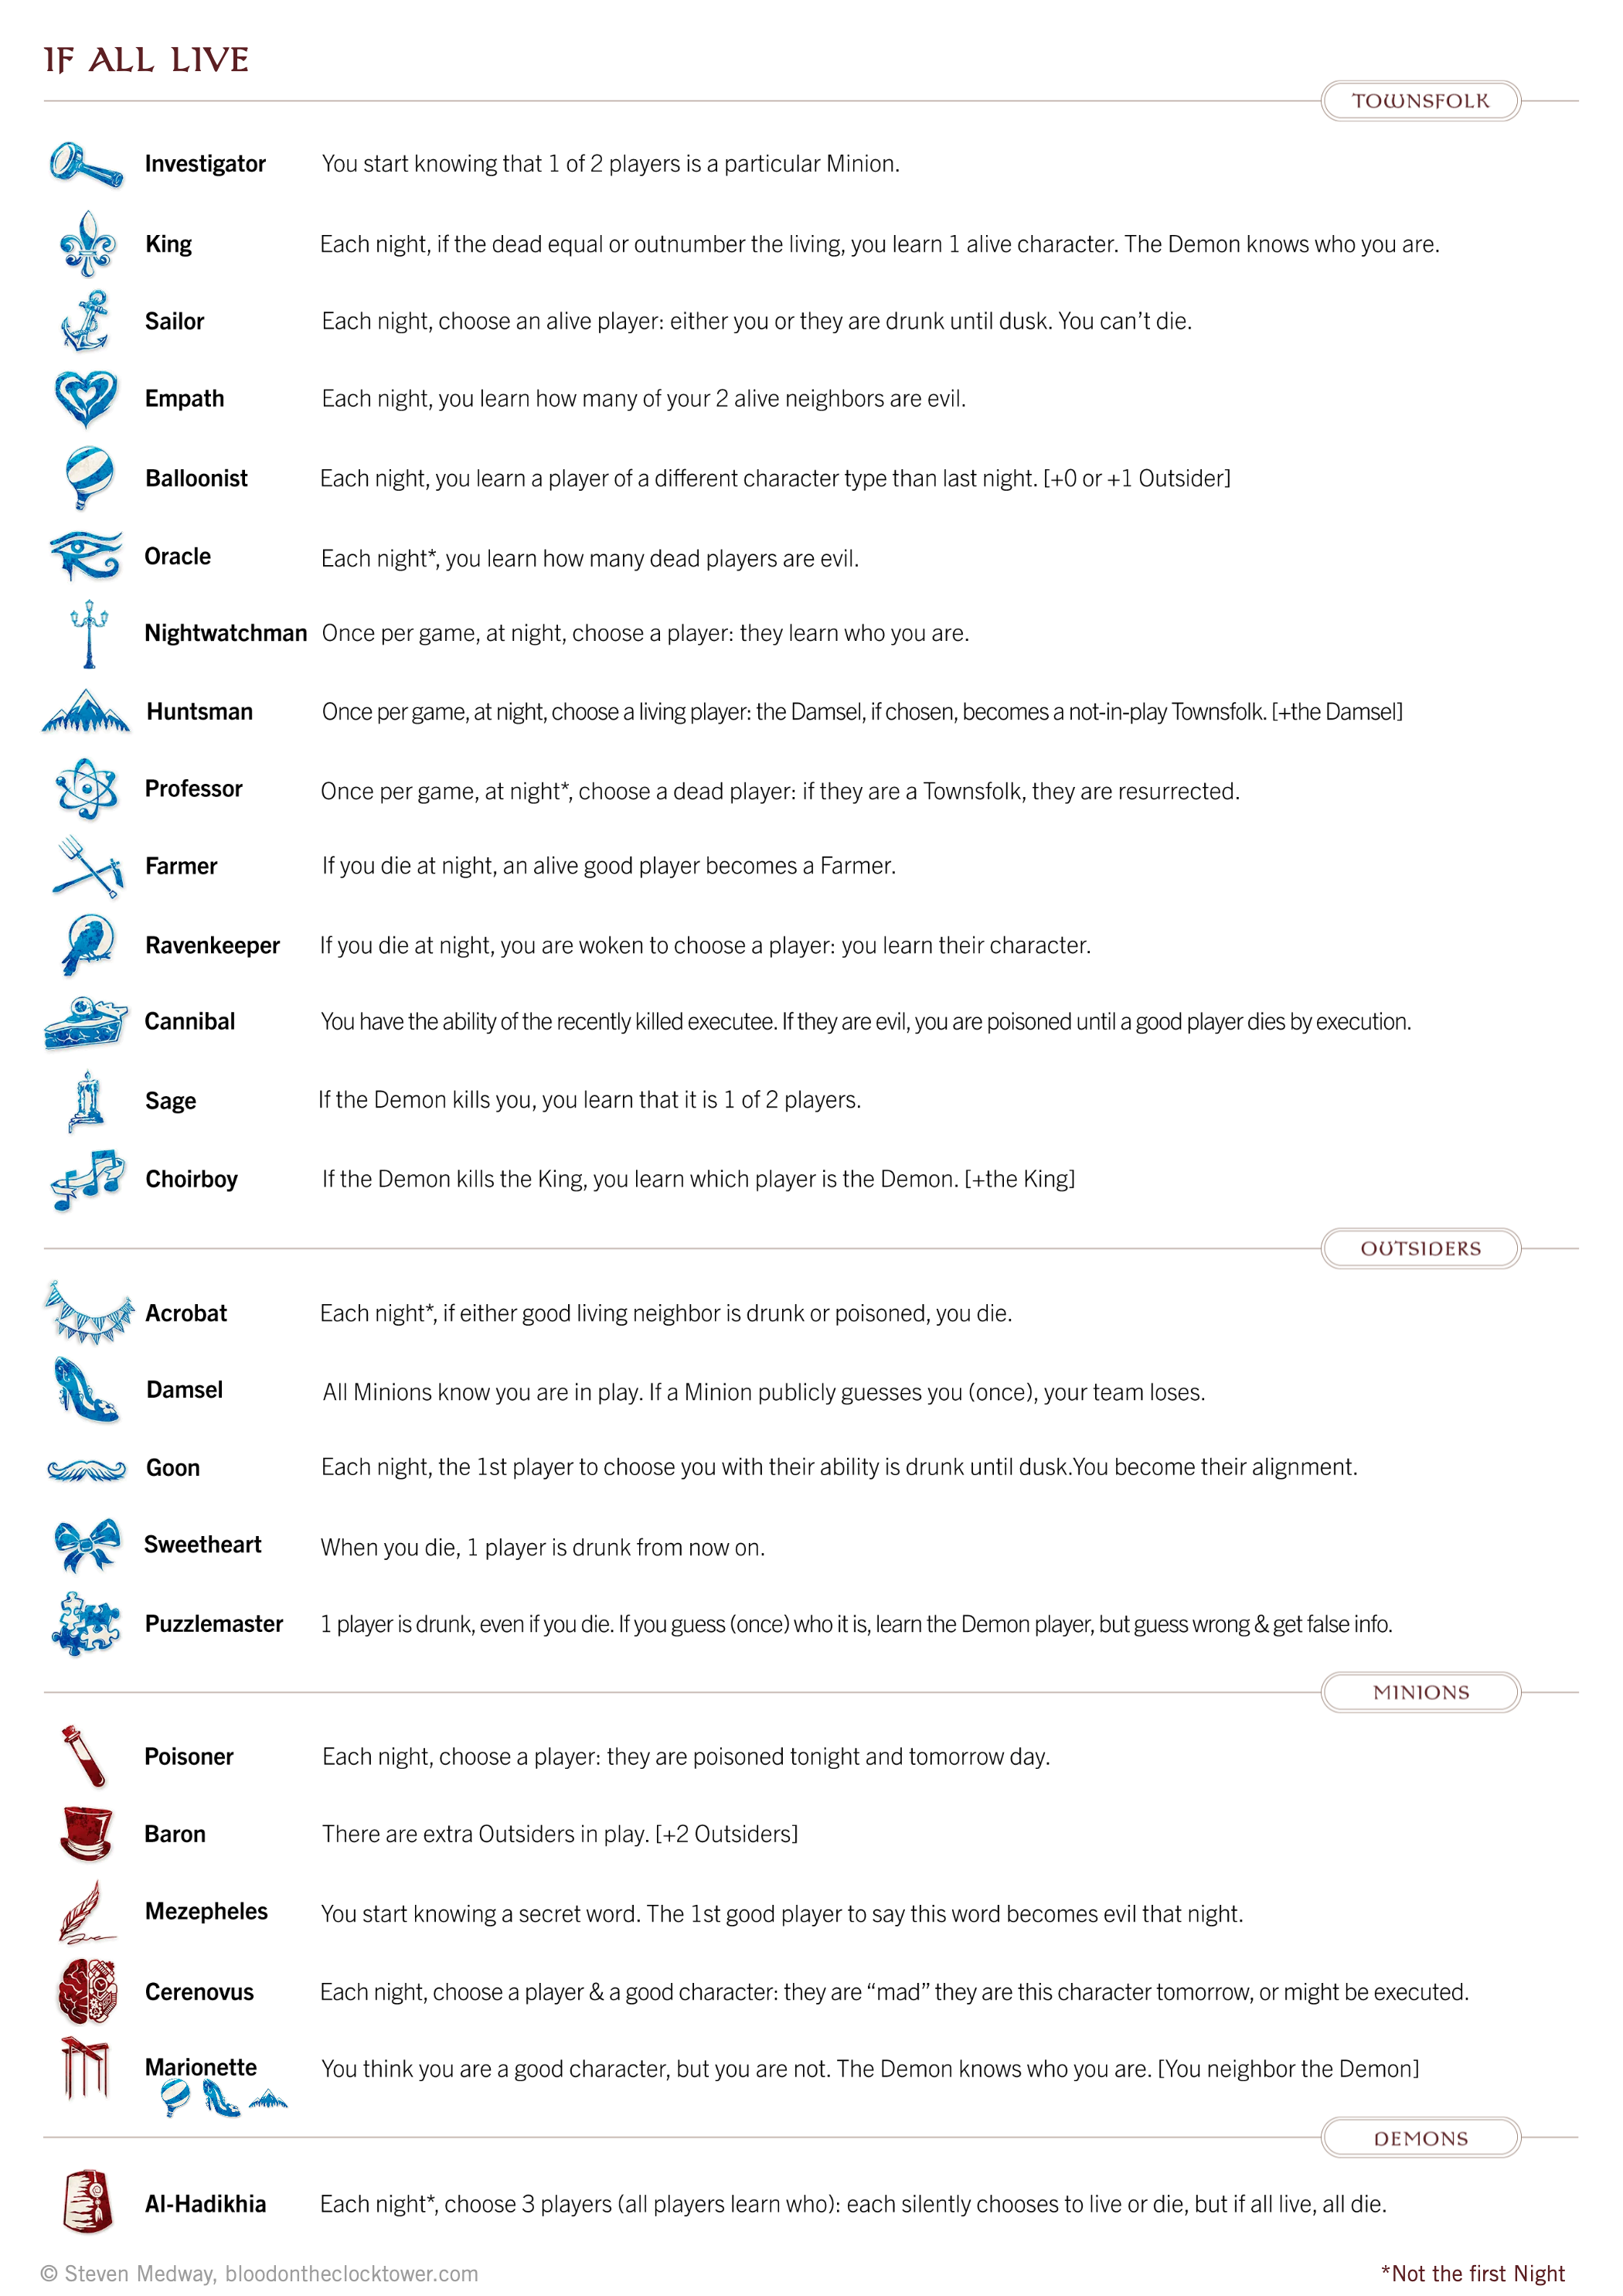 IF ALL LIVE
TOWNSFOLK
Investigator You start knowing that 1 of 2 players is a particular Minion.
King Each night, if the dead equal or outnumber the living, you learn 1 alive character. The Demon knows who you are.
Sailor Each night, choose an alive player: either you or they are drunk until dusk. You can’t die.
Empath Each night, you learn how many of your 2 alive neighbors are evil.
Balloonist Each night, you learn a player of a different character type than last night. [+0 or +1 Outsider]
Oracle Each night*, you learn how many dead players are evil.
Nightwatchman Once per game, at night, choose a player: they learn who you are.
Huntsman Once per game, at night, choose a living player: the Damsel, if chosen, becomes a not-in-play Townsfolk. [+the Damsel]
Professor Once per game, at night*, choose a dead player: if they are a Townsfolk, they are resurrected.
Farmer If you die at night, an alive good player becomes a Farmer.
Ravenkeeper If you die at night, you are woken to choose a player: you learn their character.
Cannibal You have the ability of the recently killed executee. If they are evil, you are poisoned until a good player dies by execution.
Sage If the Demon kills you, you learn that it is 1 of 2 players.
Choirboy If the Demon kills the King, you learn which player is the Demon. [+the King]
OUTSIDERS
Acrobat Each night*, if either good living neighbor is drunk or poisoned, you die.
Damsel All Minions know you are in play. If a Minion publicly guesses you (once), your team loses.
Goon Each night, the 1st player to choose you with their ability is drunk until dusk.You become their alignment.
Sweetheart When you die, 1 player is drunk from now on.
Puzzlemaster 1 player is drunk, even if you die. If you guess (once) who it is, learn the Demon player, but guess wrong & get false info.
MINIONS
Poisoner Each night, choose a player: they are poisoned tonight and tomorrow day.
Baron There are extra Outsiders in play. [+2 Outsiders]
Mezepheles You start knowing a secret word. The 1st good player to say this word becomes evil that night.
Cerenovus Each night, choose a player & a good character: they are “mad” they are this character tomorrow, or might be executed.
Marionette You think you are a good character, but you are not. The Demon knows who you are. [You neighbor the Demon]
DEMONS
Al-Hadikhia Each night*, choose 3 players (all players learn who): each silently chooses to live or die, but if all live, all die.
© Steven Medway, bloodontheclocktower.com *Not the first Night